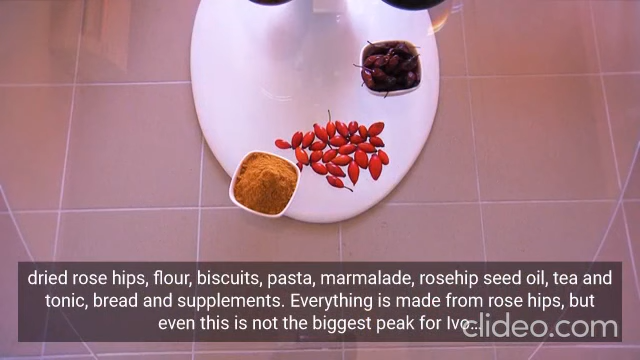 dried rose hips, flour, biscuits, pasta, marmalade, rosehip seed oil, tea and
tonic, bread and supplements. Everything is made from rose hips, but
even this is not the biggest peak for Ivo...
clideo.com